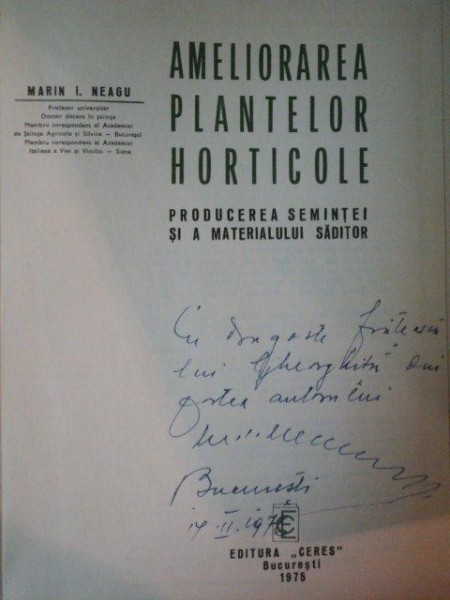 MARIN I. NEAGU
Profesor universitar
Doctor docent în științe
Membru corespondent al Academiei
de Științe Agricole și Silvice — București
Membru corespondent al Academiei
Italiene a Viei și Vinului — Siena
AMELIORAREA
PLANTELOR
HORTICOLE
PRODUCEREA SEMINȚEI
ȘI A MATERIALULUI SĂDITOR
Cu dragoste frățească
lui Gheorghiță din
partea autorului
București
II. 197
EDITURA „CERES"
București
1975